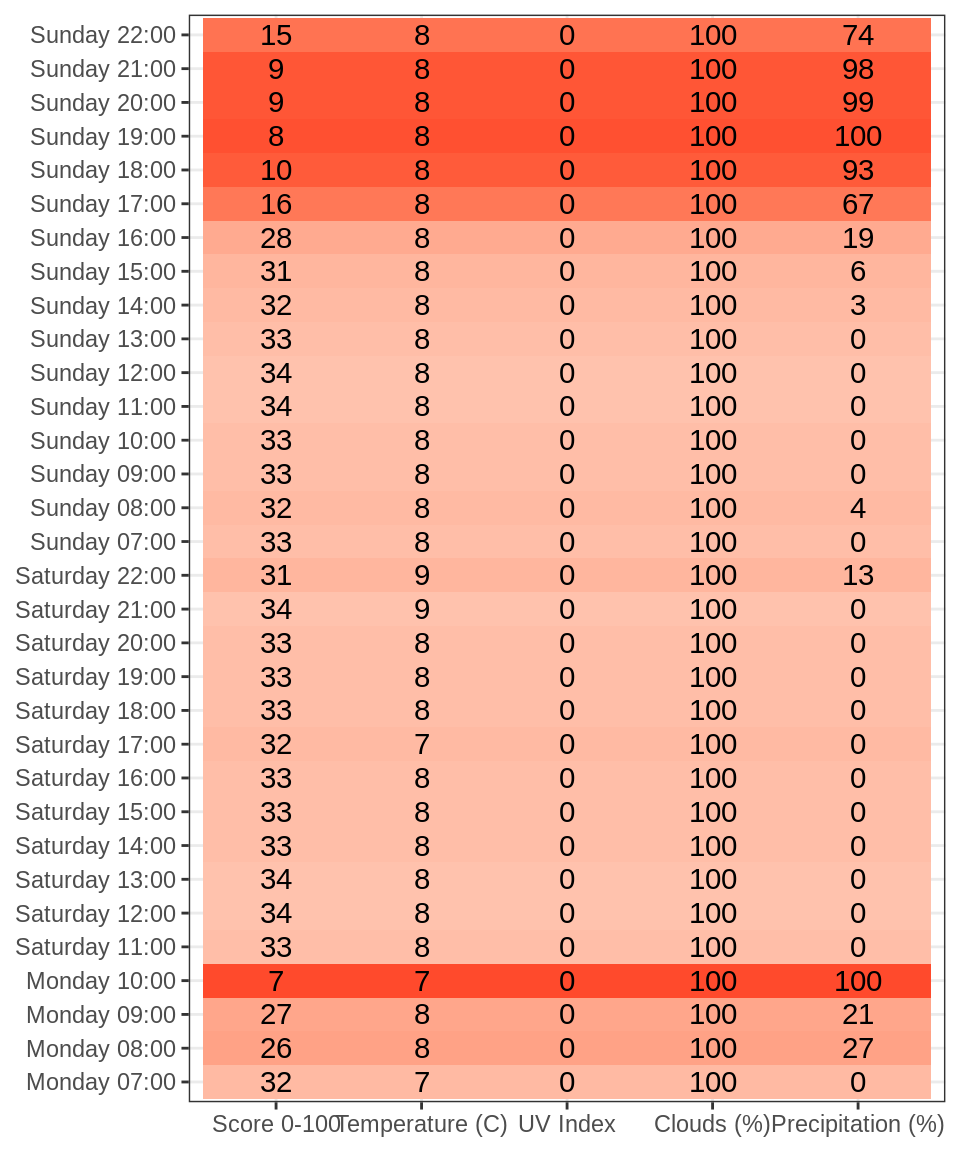 Sunday 22:00 15 8 0 100 74
Sunday 21:00 9 8 0 100 98
Sunday 20:00 9 8 0 100 99
Sunday 19:00 8 8 0 100 100
Sunday 18:00 10 8 0 100 93
Sunday 17:00 16 8 0 100 67
Sunday 16:00 28 8 0 100 19
Sunday 15:00 31 8 0 100 6
Sunday 14:00 32 8 0 100 3
Sunday 13:00 33 8 0 100 0
Sunday 12:00 34 8 0 100 0
Sunday 11:00 34 8 0 100 0
Sunday 10:00 33 8 0 100 0
Sunday 09:00 33 8 0 100 0
Sunday 08:00 32 8 0 100 4
Sunday 07:00 33 8 0 100 0
Saturday 22:00 31 9 0 100 13
Saturday 21:00 34 9 0 100 0
Saturday 20:00 33 8 0 100 0
Saturday 19:00 33 8 0 100 0
Saturday 18:00 33 8 0 100 0
Saturday 17:00 32 7 0 100 0
Saturday 16:00 33 8 0 100 0
Saturday 15:00 33 8 0 100 0
Saturday 14:00 33 8 0 100 0
Saturday 13:00 34 8 0 100 0
Saturday 12:00 34 8 0 100 0
Saturday 11:00 33 8 0 100 0
Monday 10:00 7 7 0 100 100
Monday 09:00 27 8 0 100 21
Monday 08:00 26 8 0 100 27
Monday 07:00 32 7 0 100 0
Score 0-100 Temperature (C) UV Index Clouds (%) Precipitation (%)